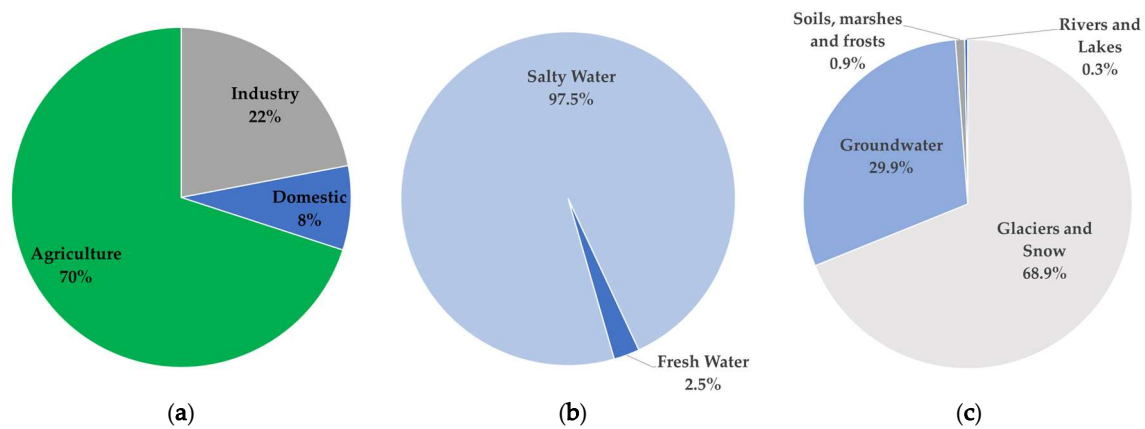 Industry
22%
Domestic
8%
Agriculture
70%
(a)
Salty Water
97.5%
Fresh Water
2.5%
(b)
Soils, marshes
and frosts
0.9%
Rivers and
Lakes
0.3%
Groundwater
29.9%
Glaciers and
Snow
68.9%
(c)